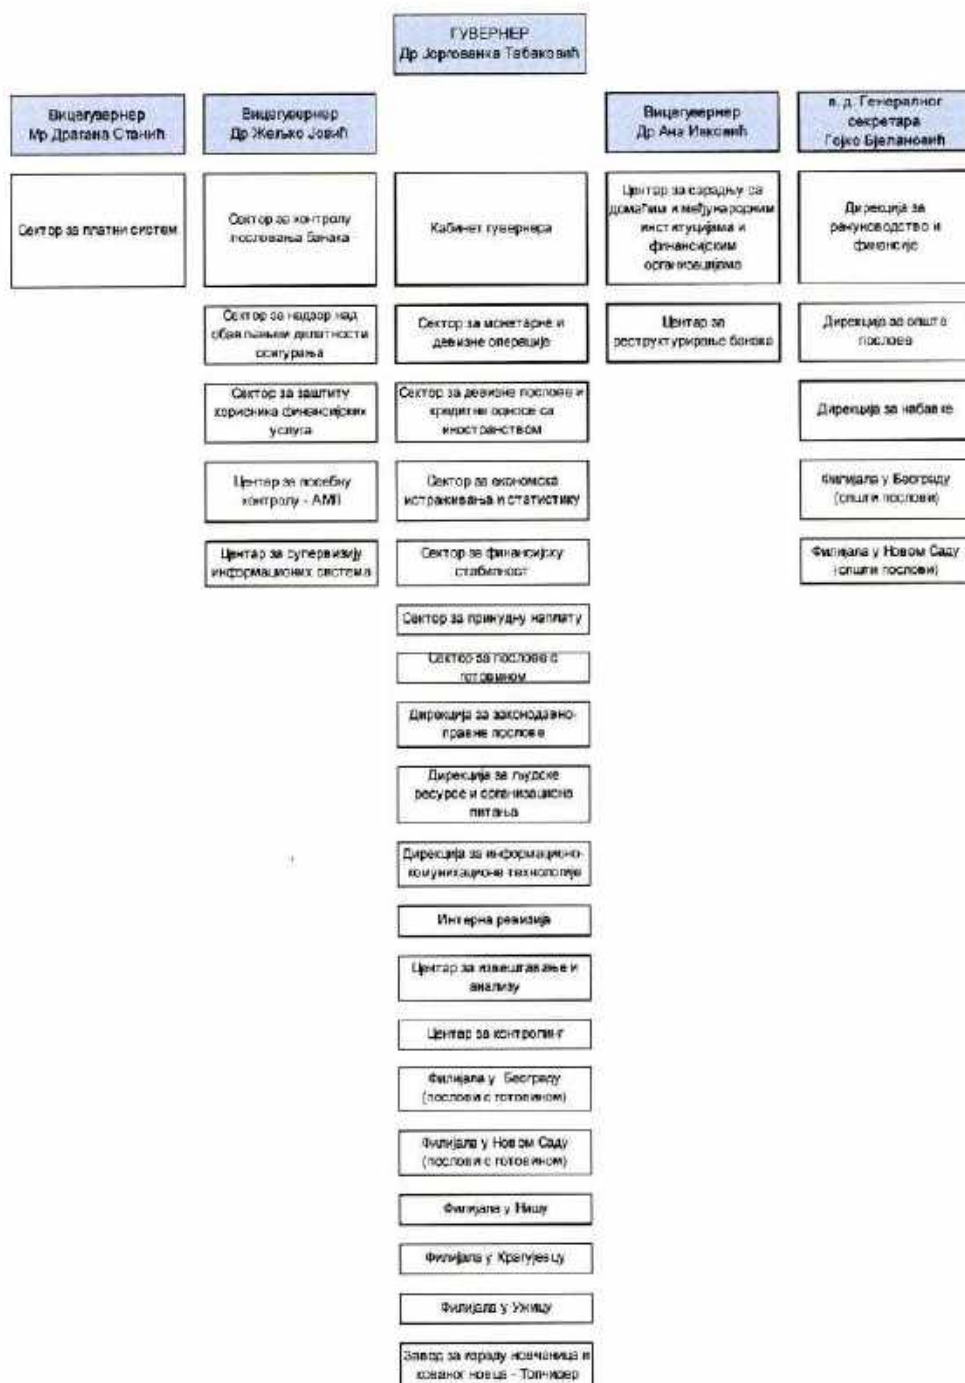 ГУВЕРНЕР
Др Јоргованка Табаковић
Вицегувернер
Мр Драгана Станић
Вицегувернер
Др Жељко Јовић
Вицегувернер
Др Ана Ивковић
в. д. Генералног
секретара
Гојко Бјелановић
Сектор за платни систем
Сектор за контролу
пословања банака
Кабинет гувернера
Центар за сарадњу са
домаћим и међународним
институцијама и
финансијским
организацијама
Дирекција за
рачуноводство и
финансије
Сектор за надзор над
обављањем делатности
осигурања
Сектор за монетарне и
девизне операције
Центар за
реструктурирање банака
Дирекција за опште
послове
Сектор за заштиту
корисника финансијских
услуга
Сектор за девизне послове и
кредитне односе са
иностранством
Дирекција за набавке
Центар за посебну
контролу - АМЛ
Сектор за економска
истраживања и статистику
Филијала у Београду
(општи послови)
Центар за супервизију
информационих система
Сектор за финансијску
стабилност
Филијала у Новом Саду
(општи послови)
Сектор за принудну наплату
Сектор за послове с
готовином
Дирекција за законодавно-
правне послове
Дирекција за људске
ресурсе и организациона
питања
Дирекција за информационо-
комуникационе технологије
Интерна ревизија
Центар за извештавање и
анализу
Центар за контролинг
Филијала у Београду
(послови с готовином)
Филијала у Новом Саду
(послови с готовином)
Филијала у Нишу
Филијала у Крагујевцу
Филијала у Ужицу
Завод за израду новчаница и
кованог новца - Топчидер